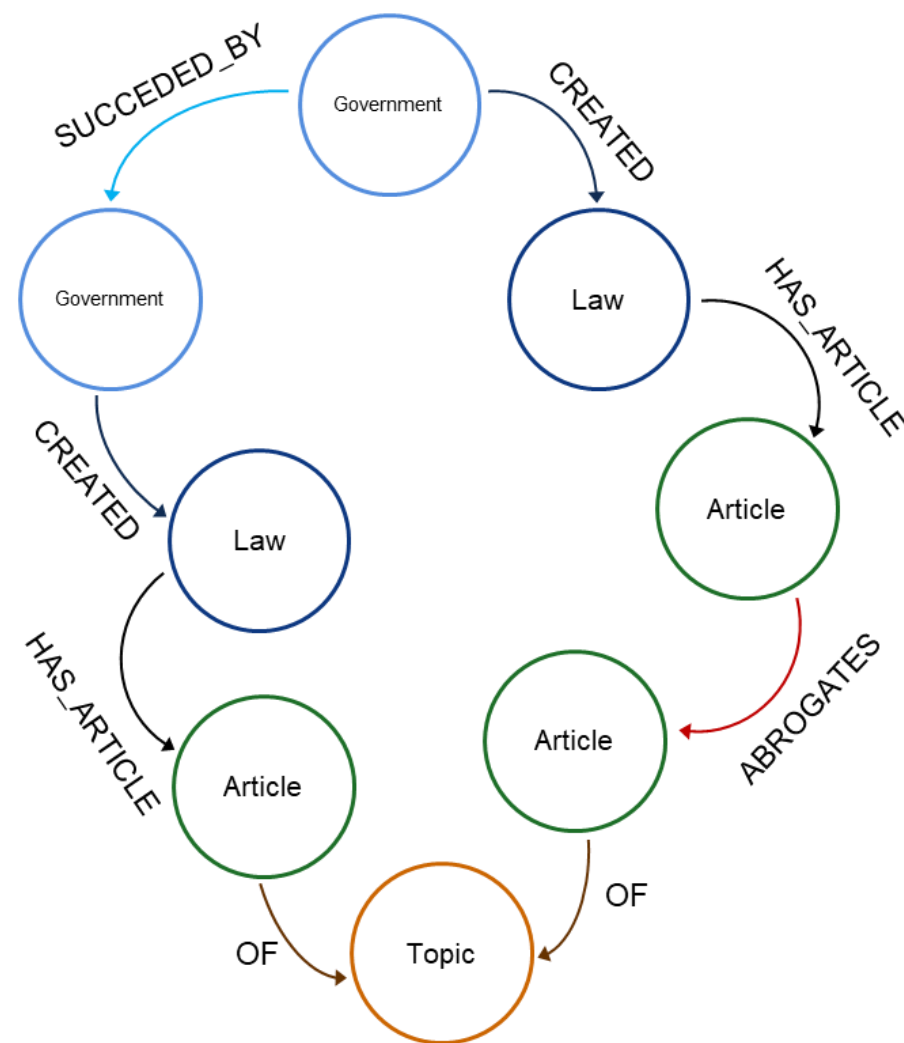 SUCCEDED_BY
Government
CREATED
Government
Law
HAS_ARTICLE
CREATED
Law
Article
HAS_ARTICLE
Article
Article
ABROGATES
OF
OF
Topic